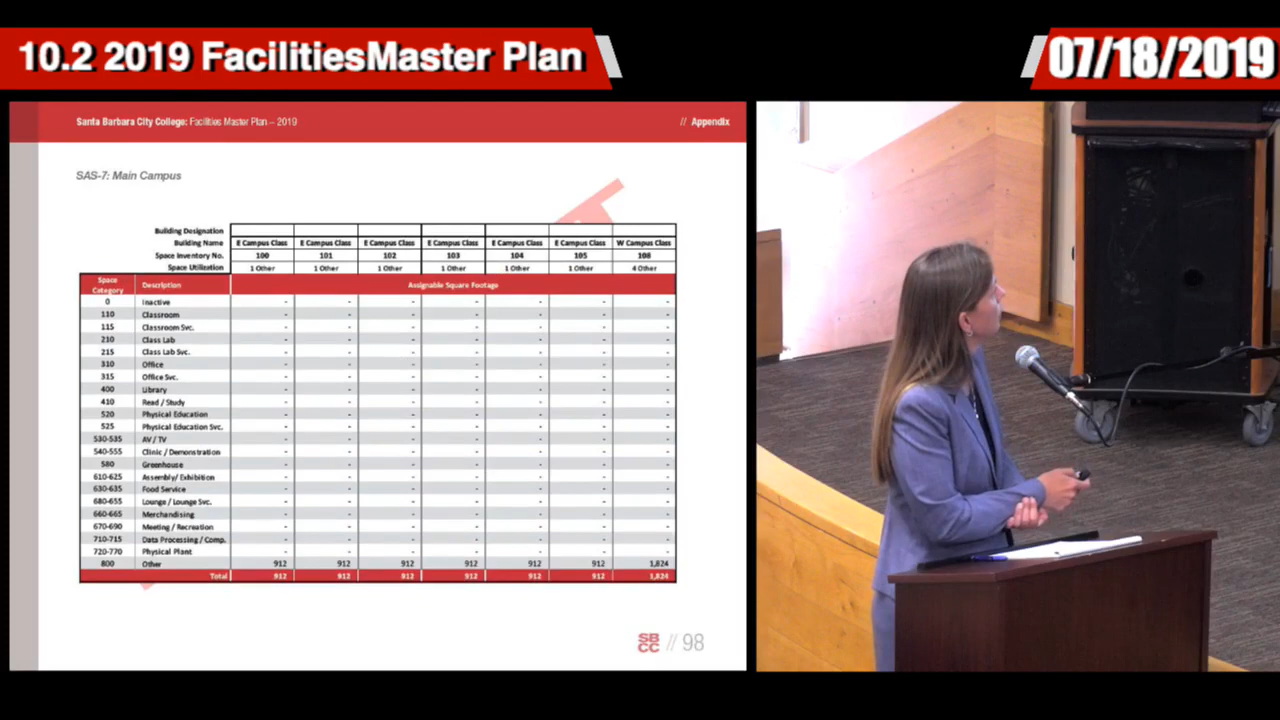 10.2 2019 FacilitiesMaster Plan
07/18/2019
Santa Barbara City College: Facilities Master Plan – 2019
// Appendix
SAS-7: Main Campus
Building Designation
Building Name E Campus Class E Campus Class E Campus Class E Campus Class E Campus Class E Campus Class W Campus Class
Space Inventory No. 100 101 102 103 104 105 108
Space Utilization 1 Other 1 Other 1 Other 1 Other 1 Other 1 Other 4 Other
Space Category Description Assignable Square Footage
0 Inactive - - - - - - -
110 Classroom - - - - - - -
115 Classroom Svc. - - - - - - -
210 Class Lab - - - - - - -
215 Class Lab Svc. - - - - - - -
310 Office - - - - - - -
315 Office Svc. - - - - - - -
400 Library - - - - - - -
410 Read / Study - - - - - - -
520 Physical Education - - - - - - -
525 Physical Education Svc. - - - - - - -
530-535 AV / TV - - - - - - -
540-555 Clinic / Demonstration - - - - - - -
580 Greenhouse - - - - - - -
610-625 Assembly/ Exhibition - - - - - - -
630-635 Food Service - - - - - - -
680-655 Lounge / Lounge Svc. - - - - - - -
660-665 Merchandising - - - - - - -
670-690 Meeting / Recreation - - - - - - -
710-715 Data Processing / Comp. - - - - - - -
720-770 Physical Plant - - - - - - -
800 Other 912 912 912 912 912 912 1,824
Total 912 912 912 912 912 912 1,824
SBCC // 98